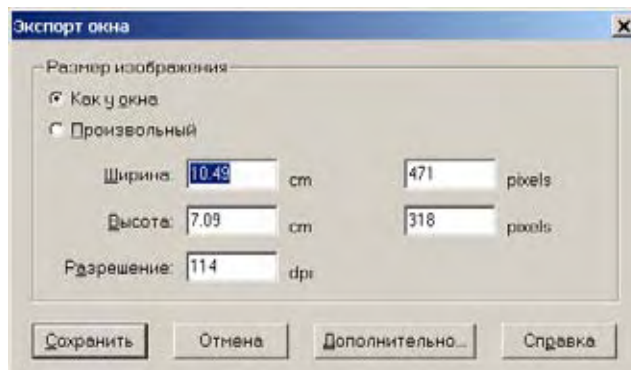 Экспорт окна
Размер изображения
Как у окна
Произвольный
Ширина: 10.49 cm 471 pixels
Высота: 7.09 cm 318 pixels
Разрешение: 114 dpi
Сохранить Отмена Дополнительно... Справка